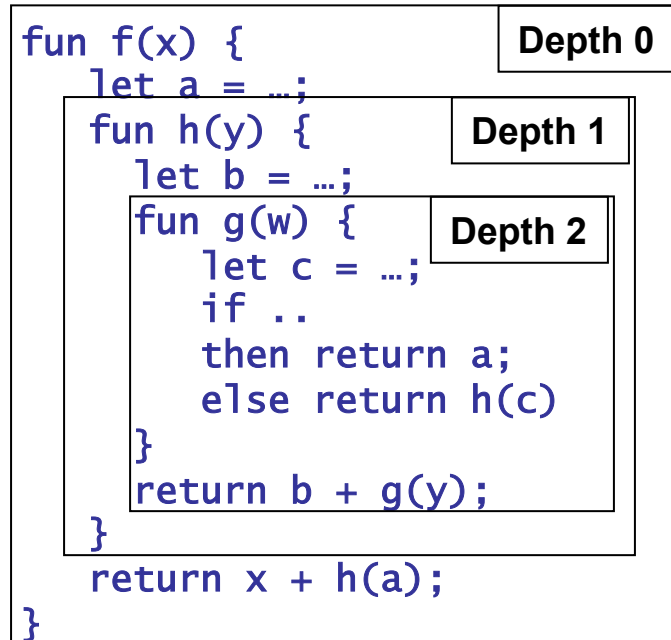 fun f(x) {
Depth 0
let a = …;
fun h(y) {
Depth 1
let b = …;
fun g(w) {
Depth 2
let c = …;
if ..
then return a;
else return h(c)
}
return b + g(y);
}
return x + h(a);
}